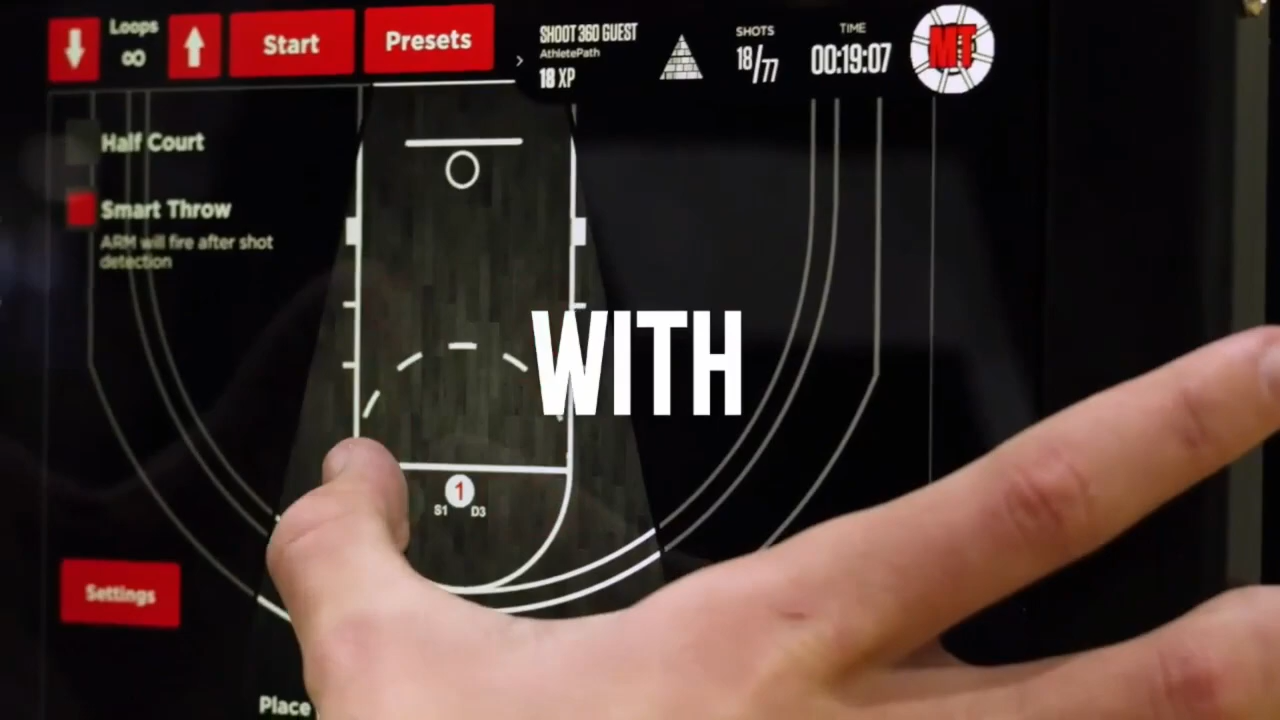 Loops
∞
Start
Presets
SHOOT 360 GUEST
AthletePath
18 XP
SHOTS
18/77
TIME
00:19:07
MT
Half Court
Smart Throw
ARM will fire after shot
detection
WITH
1
S1 D3
Settings
Place